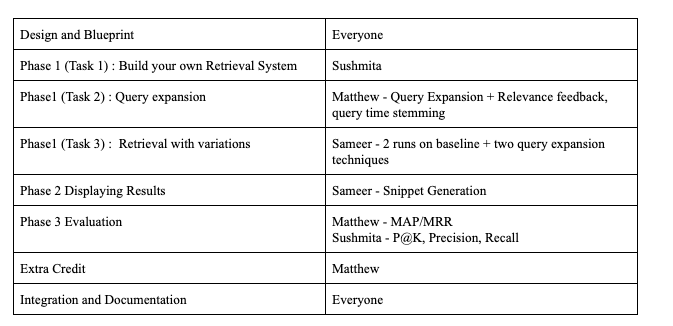 Design and Blueprint
Everyone
Phase 1 (Task 1) : Build your own Retrieval System
Sushmita
Phase1 (Task 2) : Query expansion
Matthew - Query Expansion + Relevance feedback,
query time stemming
Phase1 (Task 3) :  Retrieval with variations
Sameer - 2 runs on baseline + two query expansion
techniques
Phase 2 Displaying Results
Sameer - Snippet Generation
Phase 3 Evaluation
Matthew - MAP/MRR
Sushmita - P@K, Precision, Recall
Extra Credit
Matthew
Integration and Documentation
Everyone